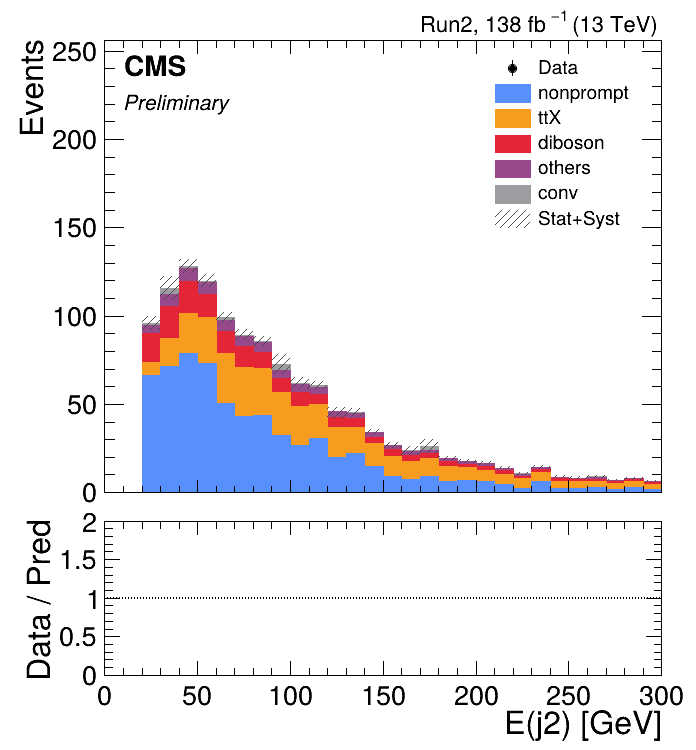 Run2, 138 fb⁻¹ (13 TeV)
CMS
Preliminary
Data
nonprompt
ttX
diboson
others
conv
Stat+Syst
Events
250
200
150
100
50
0
Data / Pred
2
1.5
1
0.5
0
0 50 100 150 200 250 300
E(j2) [GeV]